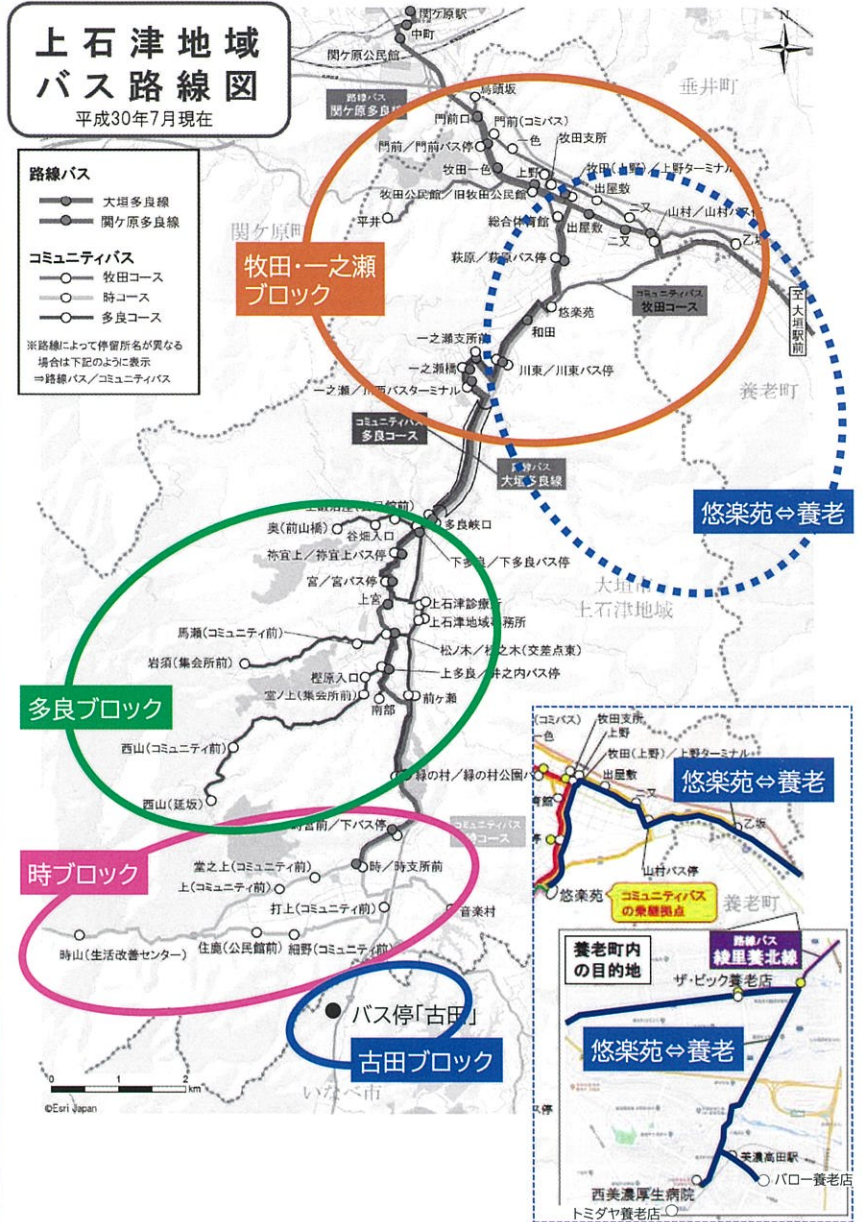 上石津地域
バス路線図
平成30年7月現在
路線バス
大垣多良線
関ケ原多良線
コミュニティバス
牧田コース
時コース
多良コース
※路線によって停留所名が異なる
場合は下記のように表示
⇒路線バス/コミュニティバス
関ケ原駅
中町
関ケ原公民館
路線バス
関ケ原多良線
垂井町
関ケ原町
N
烏頭坂
門前口
門前(コミバス)
門前/門前バス停
一色
牧田支所
牧田一色
上野
牧田(上野)/上野ターミナル
牧田公民館/旧牧田公民館
出屋敷
平井
総合体育館
出屋敷
二又
二又
山村/山村バス停
乙坂
萩原/萩原バス停
牧田・一之瀬
ブロック
コミュニティバス
牧田コース
至大垣駅前
悠楽苑
和田
一之瀬支所前
一之瀬橋
川東/川東バス停
養老町
コミュニティバス
多良コース
路線バス
大垣多良線
悠楽苑⇔養老
奥(前山橋)
谷畑入口
多良峡口
祢宜上/祢宜上バス停
下多良/下多良バス停
宮/宮バス停
大垣市
上石津地域
上宮
上石津診療所
上石津地域事務所
馬瀬(コミュニティ前)
岩須(集会所前)
松ノ木/松之木(交差点東)
樫原入口
上多良/井之内バス停
堂ノ上(集会所前)
南部
前ヶ瀬
多良ブロック
西山(コミュニティ前)
西山(延坂)
緑の村/緑の村公園バ
時ブロック
堂之上(コミュニティ前)
時/時支所前
上(コミュニティ前)
打上(コミュニティ前)
音楽村
時山(生活改善センター)
住鹿(公民館前)
細野(コミュニティ前)
バス停「古田」
古田ブロック
いなべ市
0 1 2
km
©Esri Japan
(コミバス)
一色
牧田支所
上野
牧田(上野)/上野ターミナル
出屋敷
二又
悠楽苑⇔養老
育館
停
乙坂
山村バス停
悠楽苑
コミュニティバス
の乗継拠点
養老町
養老町内
の目的地
路線バス
綾里養北線
ザ・ビック養老店
悠楽苑⇔養老
ス停
美濃高田駅
バロー養老店
西美濃厚生病院
トミダヤ養老店